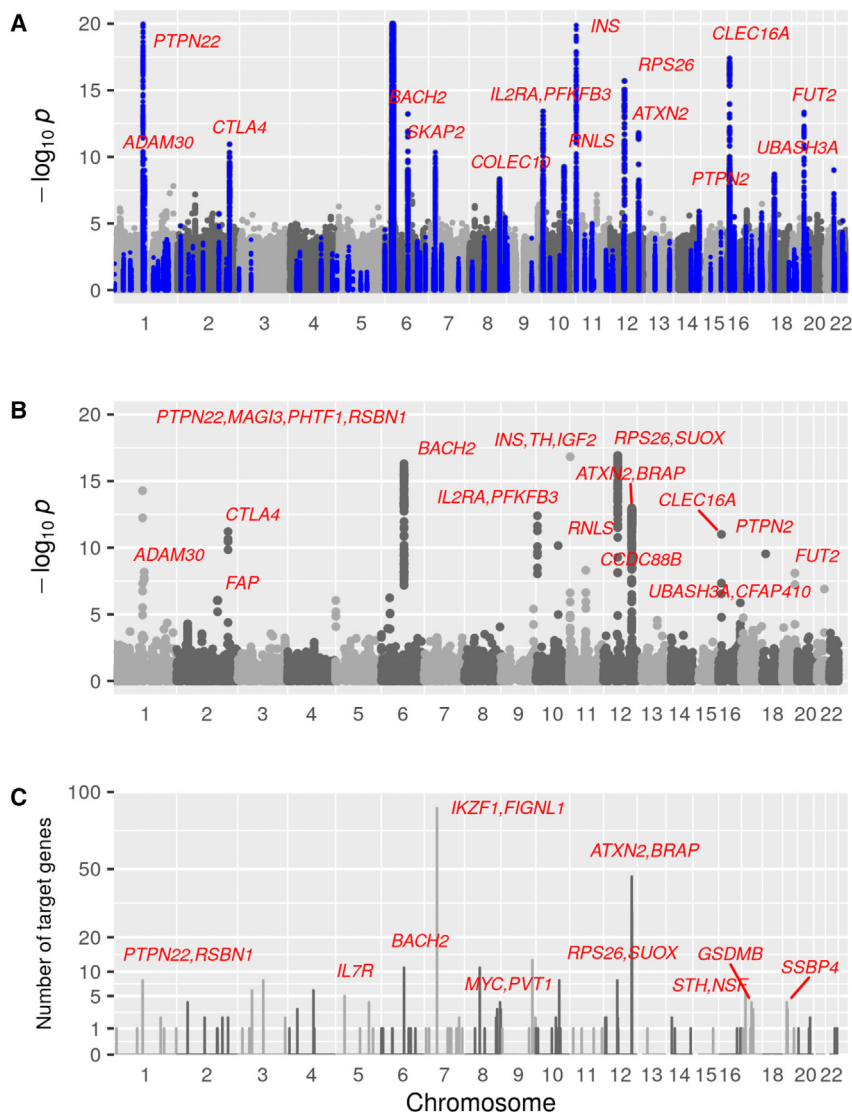 A
20
INS
CLEC16A
PTPN22
RPS26
15
BACH2
IL2RA,PFKFB3
FUT2
CTLA4
ATXN2
ADAM30
SKAP2
RNLS
UBASH3A
10
COLEC10
PTPN2
5
0
− log10 p
1 2 3 4 5 6 7 8 9 10 11 12 13 14 15 16 18 20 22
B
20
PTPN22,MAGI3,PHTF1,RSBN1
INS,TH,IGF2
RPS26,SUOX
BACH2
15
ATXN2,BRAP
IL2RA,PFKFB3
CLEC16A
CTLA4
RNLS
PTPN2
10
ADAM30
CCDC88B
FUT2
FAP
UBASH3A,CFAP410
5
0
− log10 p
1 2 3 4 5 6 7 8 9 10 11 12 13 14 15 16 18 20 22
C
100
IKZF1,FIGNL1
50
ATXN2,BRAP
20
BACH2
PTPN22,RSBN1
RPS26,SUOX
GSDMB
10
IL7R
SSBP4
MYC,PVT1
STH,NSF
5
1
0
Number of target genes
1 2 3 4 5 6 7 8 9 10 11 12 13 14 15 16 18 20 22
Chromosome